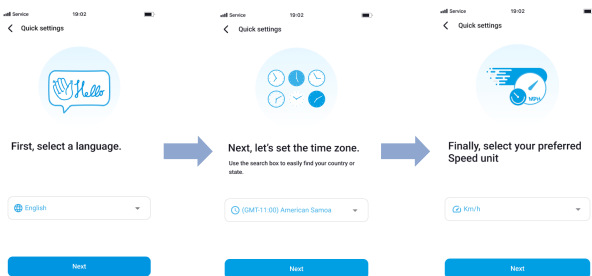 Service 19:02
Quick settings
Hello
First, select a language.
English
Next
Service 19:02
Quick settings
Next, let's set the time zone.
Use the search box to easily find your country or
state.
(GMT-11:00) American Samoa
Next
Service 19:02
Quick settings
MPH
Finally, select your preferred
Speed unit
Km/h
Next